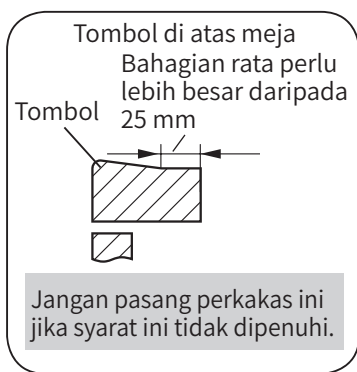 Tombol di atas meja
Bahagian rata perlu
lebih besar daripada
25 mm
Tombol
Jangan pasang perkakas ini
jika syarat ini tidak dipenuhi.